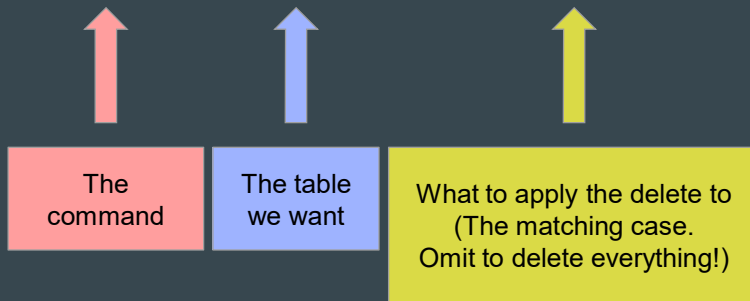 The
command
The table
we want
What to apply the delete to
(The matching case.
Omit to delete everything!)